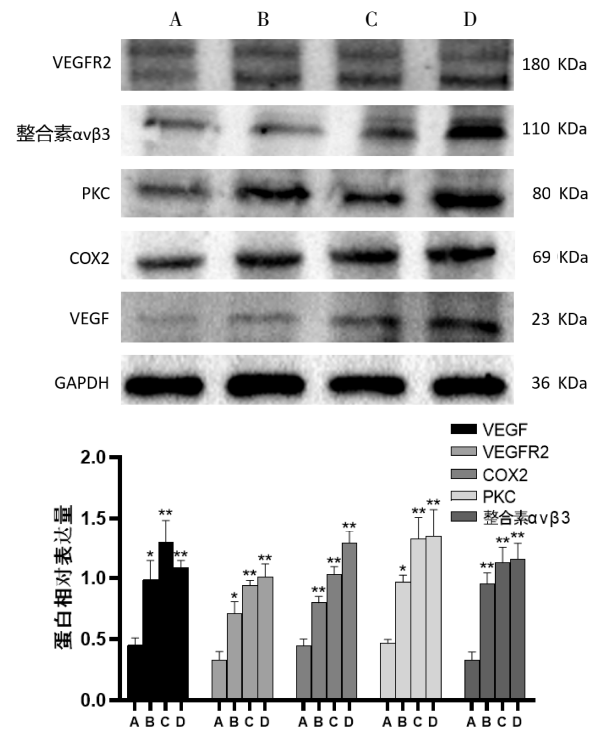 A B C D
VEGFR2 180 KDa
整合素αvβ3 110 KDa
PKC 80 KDa
COX2 69 KDa
VEGF 23 KDa
GAPDH 36 KDa
VEGF
VEGFR2
COX2
PKC
整合素αvβ3
蛋白相对表达量
2.0
1.5
1.0
0.5
0.0
* ** ** * ** ** ** ** ** * ** ** ** ** **
A B C D A B C D A B C D A B C D A B C D